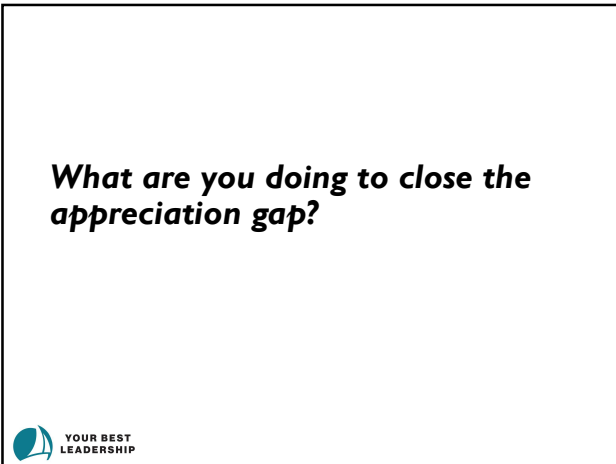 What are you doing to close the
appreciation gap?
YOUR BEST
LEADERSHIP